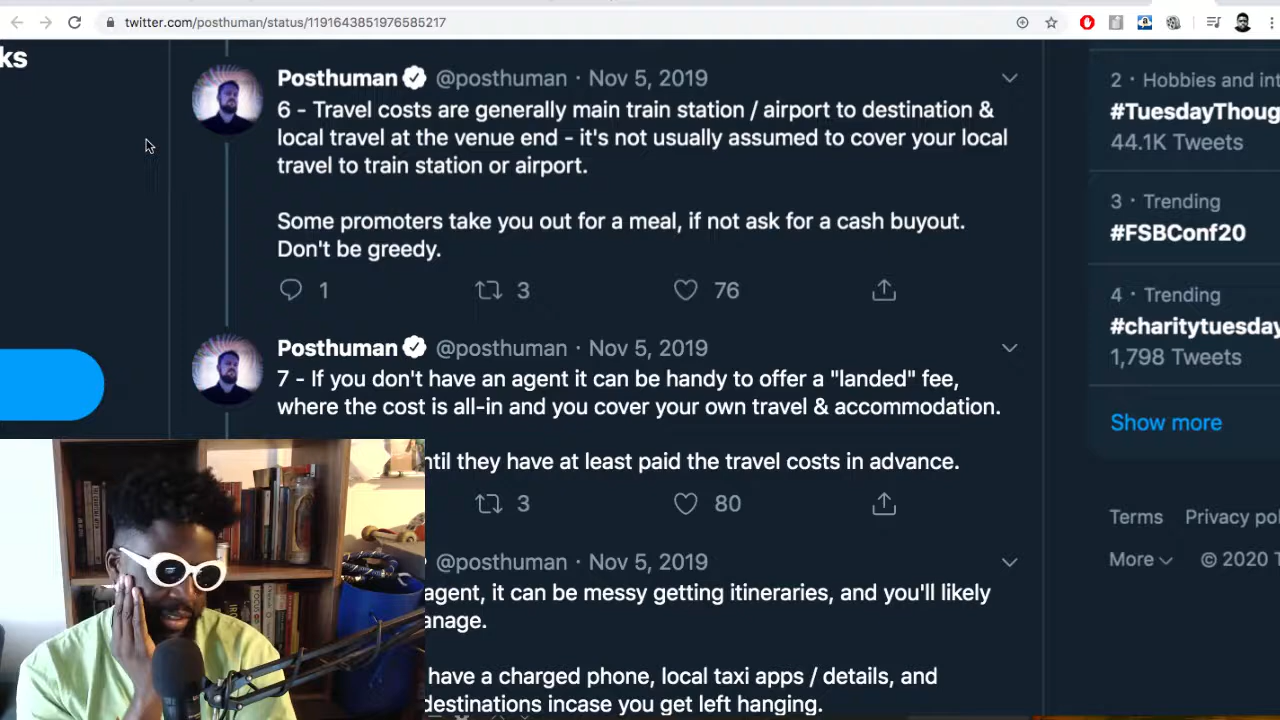 twitter.com/posthuman/status/1191643851976585217
ks
Posthuman @posthuman · Nov 5, 2019
6 - Travel costs are generally main train station / airport to destination &
local travel at the venue end - it's not usually assumed to cover your local
travel to train station or airport.
Some promoters take you out for a meal, if not ask for a cash buyout.
Don't be greedy.
1 3 76
Posthuman @posthuman · Nov 5, 2019
7 - If you don't have an agent it can be handy to offer a "landed" fee,
where the cost is all-in and you cover your own travel & accommodation.
ntil they have at least paid the travel costs in advance.
3 80
@posthuman · Nov 5, 2019
agent, it can be messy getting itineraries, and you'll likely
anage.
have a charged phone, local taxi apps / details, and
destinations incase you get left hanging.
2 · Hobbies and int
#TuesdayThoug
44.1K Tweets
3 · Trending
#FSBConf20
4 · Trending
#charitytuesday
1,798 Tweets
Show more
Terms Privacy pol
More © 2020 T